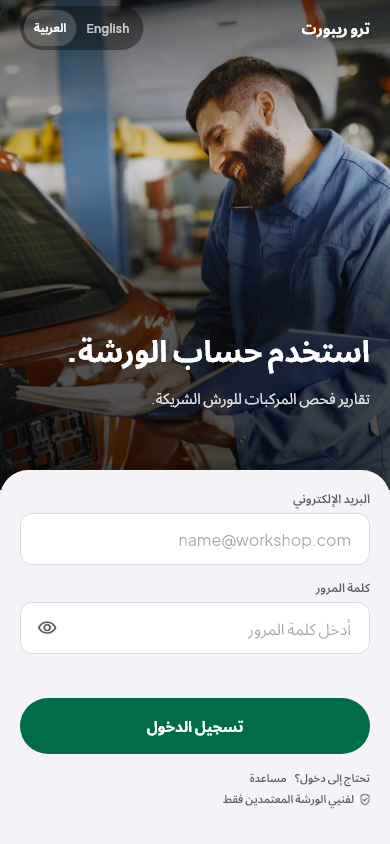 ترو ريبورت
English العربية
استخدم حساب الورشة.
تقارير فحص المركبات للورش الشريكة.
البريد الإلكتروني
name@workshop.com
كلمة المرور
أدخل كلمة المرور
تسجيل الدخول
تحتاج إلى دخول؟ مساعدة
لفنيي الورشة المعتمدين فقط